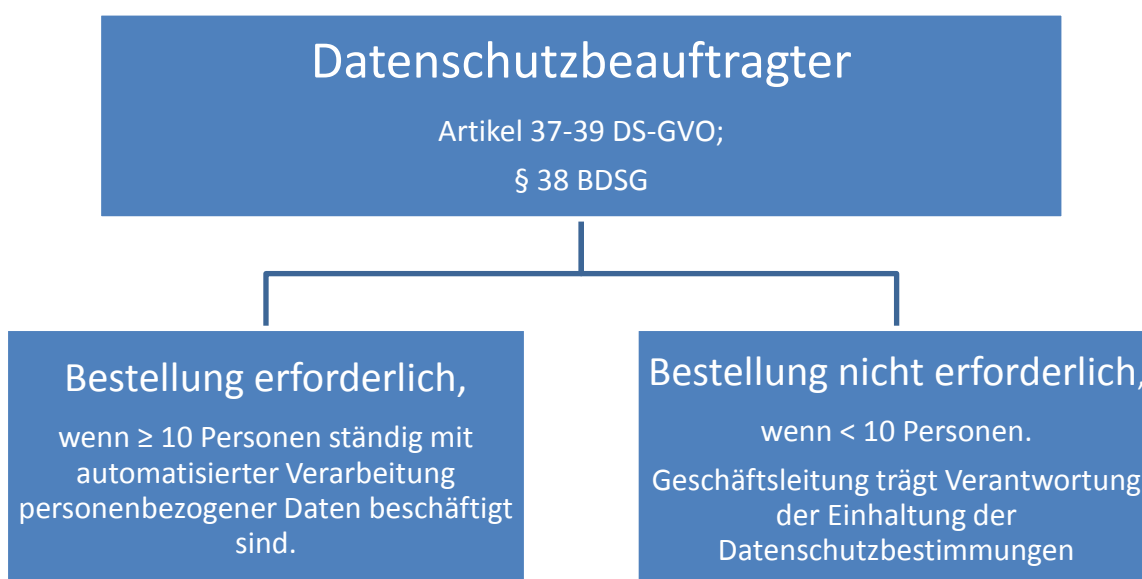 Datenschutzbeauftragter
Artikel 37-39 DS-GVO;
§ 38 BDSG
Bestellung erforderlich,
wenn ≥ 10 Personen ständig mit
automatisierter Verarbeitung
personenbezogener Daten beschäftigt
sind.
Bestellung nicht erforderlich,
wenn < 10 Personen.
Geschäftsleitung trägt Verantwortung
der Einhaltung der
Datenschutzbestimmungen